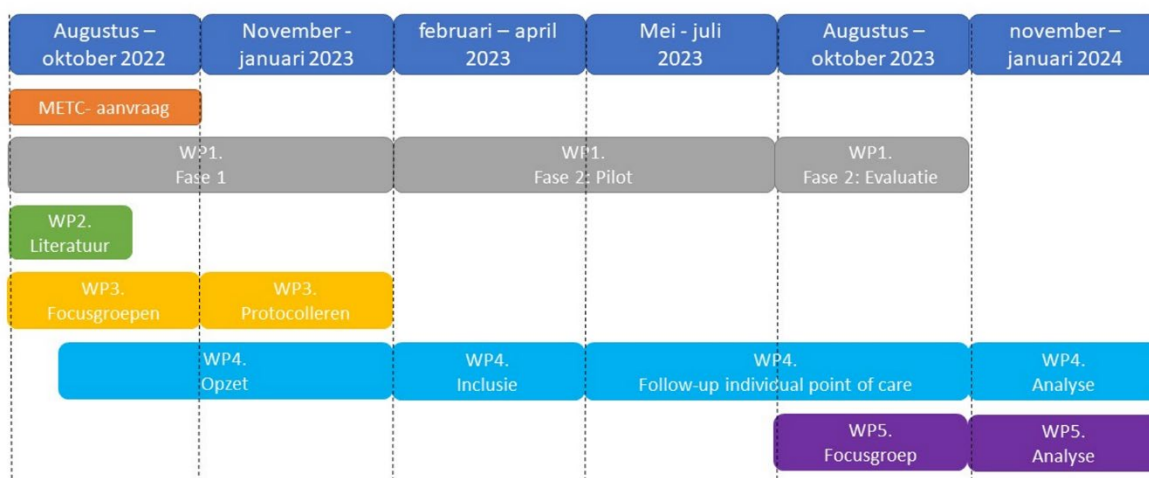 Augustus –
oktober 2022
November -
januari 2023
februari – april
2023
Mei - juli
2023
Augustus –
oktober 2023
november –
januari 2024
METC- aanvraag
WP1.
Fase 1
WP1.
Fase 2: Pilot
WP1.
Fase 2: Evaluatie
WP2.
Literatuur
WP3.
Focusgroepen
WP3.
Protocolleren
WP4.
Opzet
WP4.
Inclusie
WP4.
Follow-up individual point of care
WP4.
Analyse
WP5.
Focusgroep
WP5.
Analyse